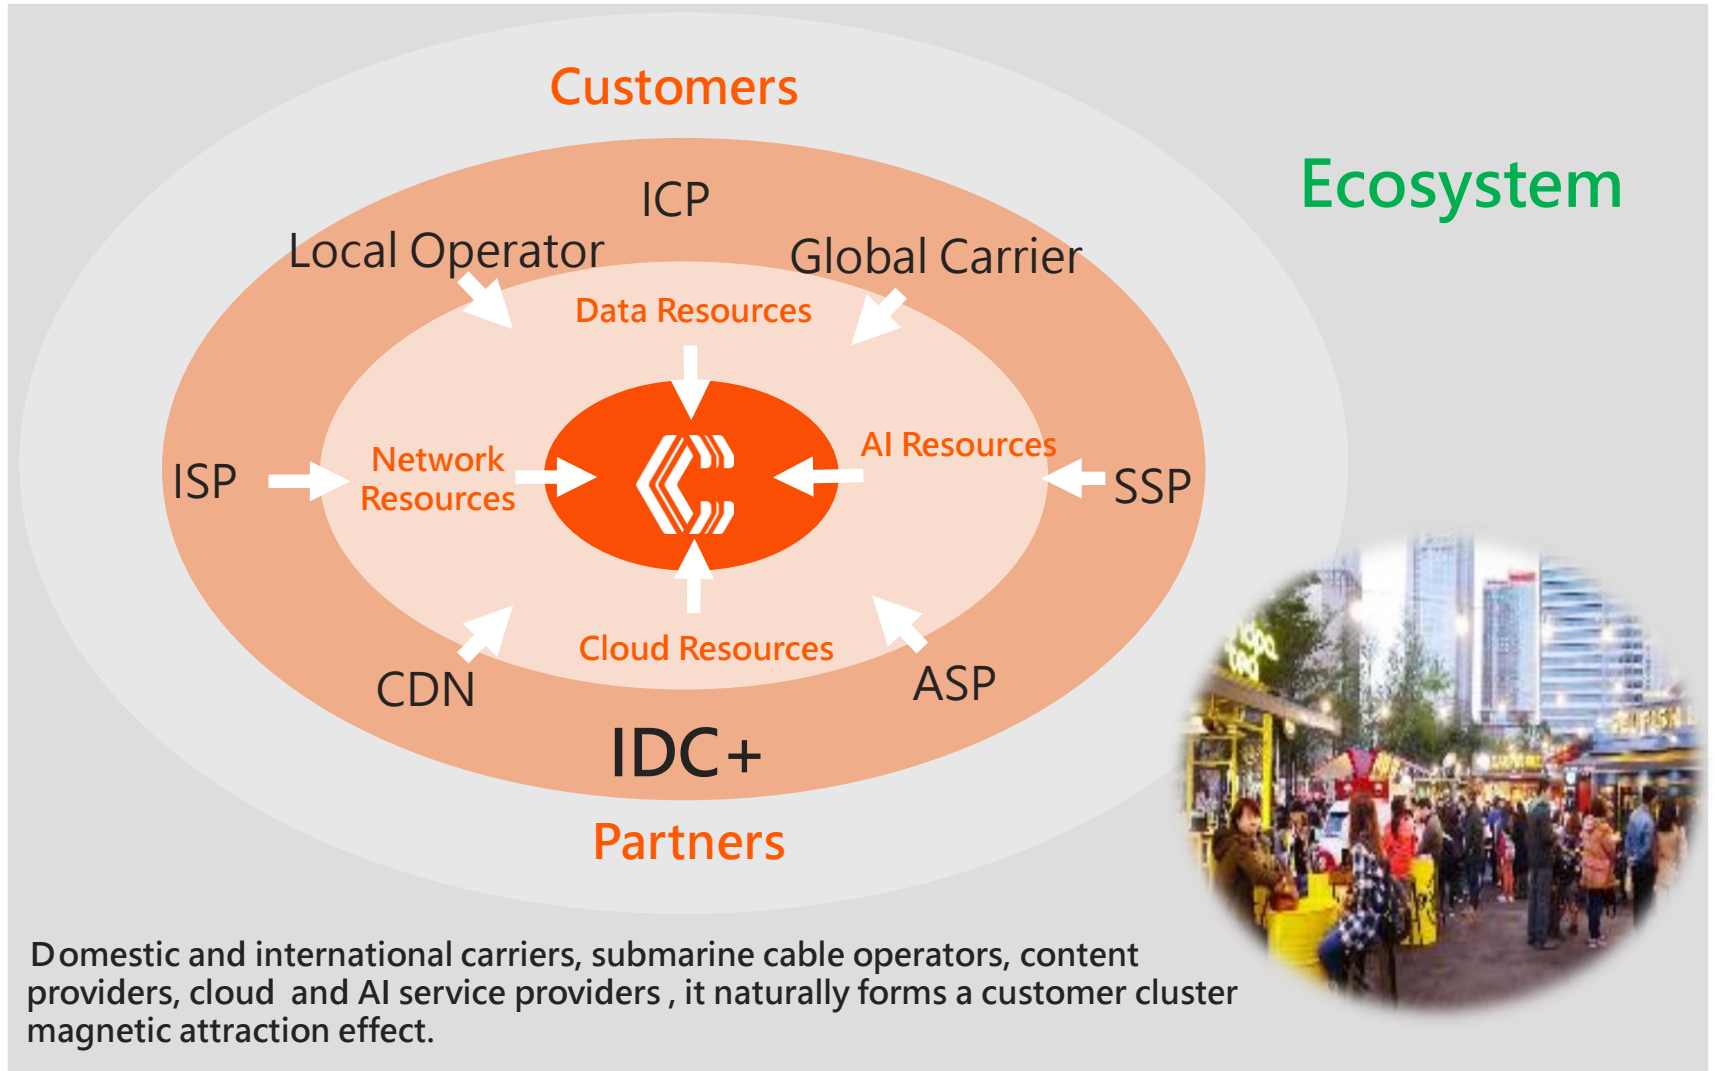 Customers
Ecosystem
ICP
Local Operator
Global Carrier
Data Resources
AI Resources
Network
Resources
ISP
SSP
Cloud Resources
CDN
ASP
IDC+
Partners
Domestic and international carriers, submarine cable operators, content
providers, cloud and AI service providers , it naturally forms a customer cluster
magnetic attraction effect.